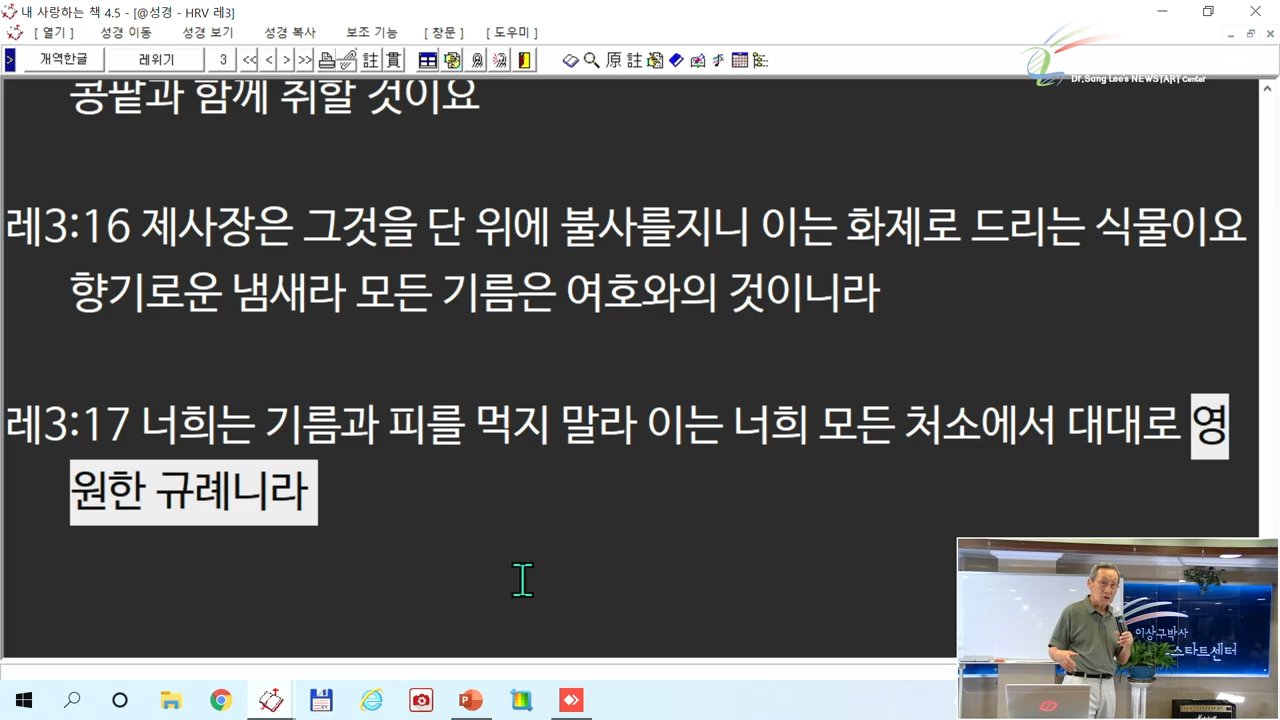 내 사랑하는 책 4.5 - [@성경 - HRV 레3]
[ 열기 ] 성경 이동 성경 보기 성경 복사 보조 기능 [ 창문 ] [ 도우미 ]
> 개역한글 레위기 3 << < > >> 註 貫 原 註
Dr.Sang Lee's NEWSTART Center
콩팥과 함께 취할 것이요
레3:16 제사장은 그것을 단 위에 불사를지니 이는 화제로 드리는 식물이요
향기로운 냄새라 모든 기름은 여호와의 것이니라
레3:17 너희는 기름과 피를 먹지 말라 이는 너희 모든 처소에서 대대로 영
원한 규례니라
이상구박사
스타트센터
Marshall